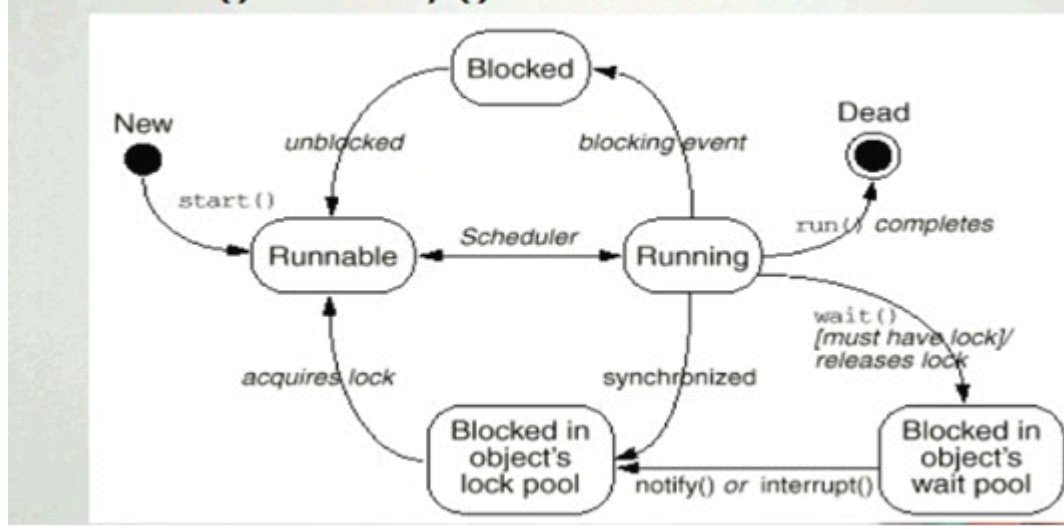 Blocked
New
Dead
unblocked
blocking event
start()
run() completes
Runnable
Scheduler
Running
wait()
[must have lock]/
releases lock
acquires lock
synchronized
Blocked in
object's
lock pool
Blocked in
object's
wait pool
notify() or interrupt()